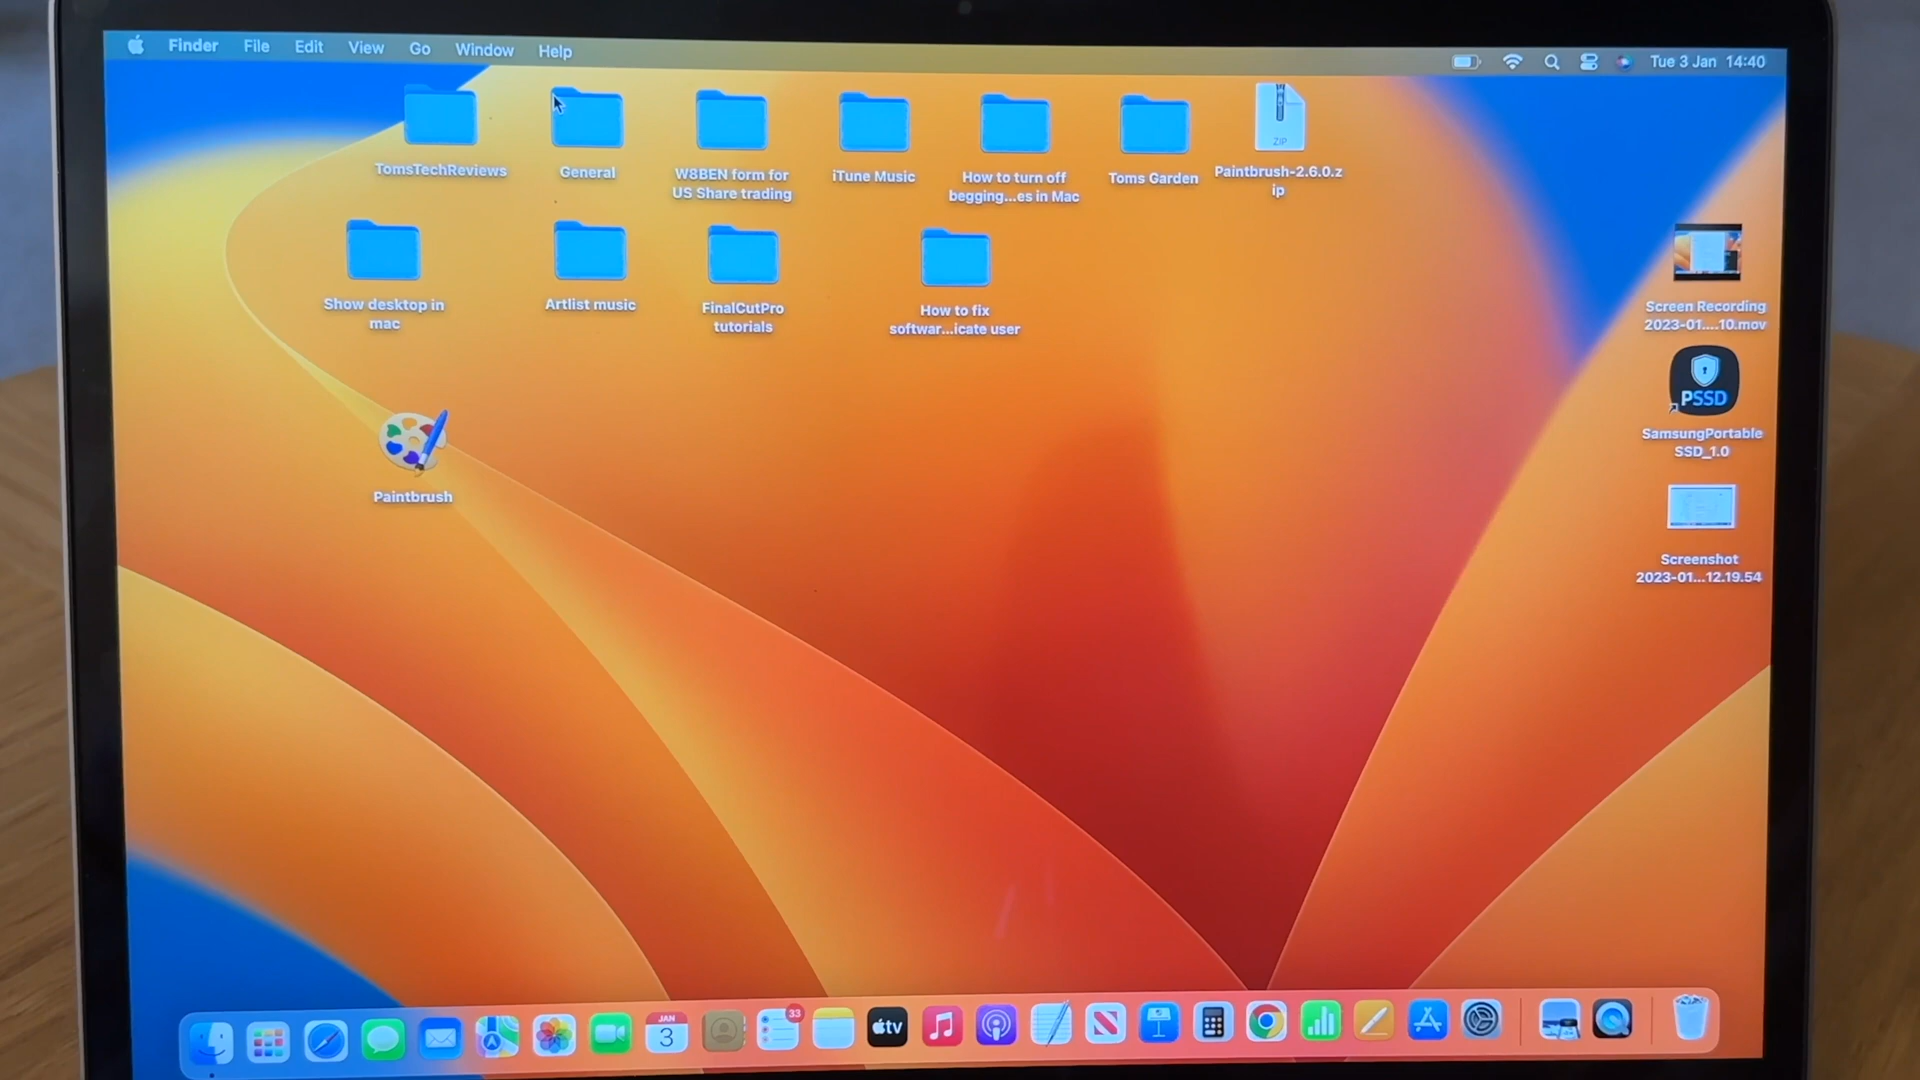 Finder File Edit View Go Window Help
Tue 3 Jan 14:40
TomsTechReviews
General
W8BEN form for
US Share trading
iTune Music
How to turn off
begging...es in Mac
Toms Garden
Paintbrush-2.6.0.z
ip
ZIP
Show desktop in
mac
Artlist music
FinalCutPro
tutorials
How to fix
softwar...icate user
Screen Recording
2023-01....10.mov
PSSD
SamsungPortable
SSD_1.0
Paintbrush
Screenshot
2023-01...12.19.54
JAN
3
33
tv